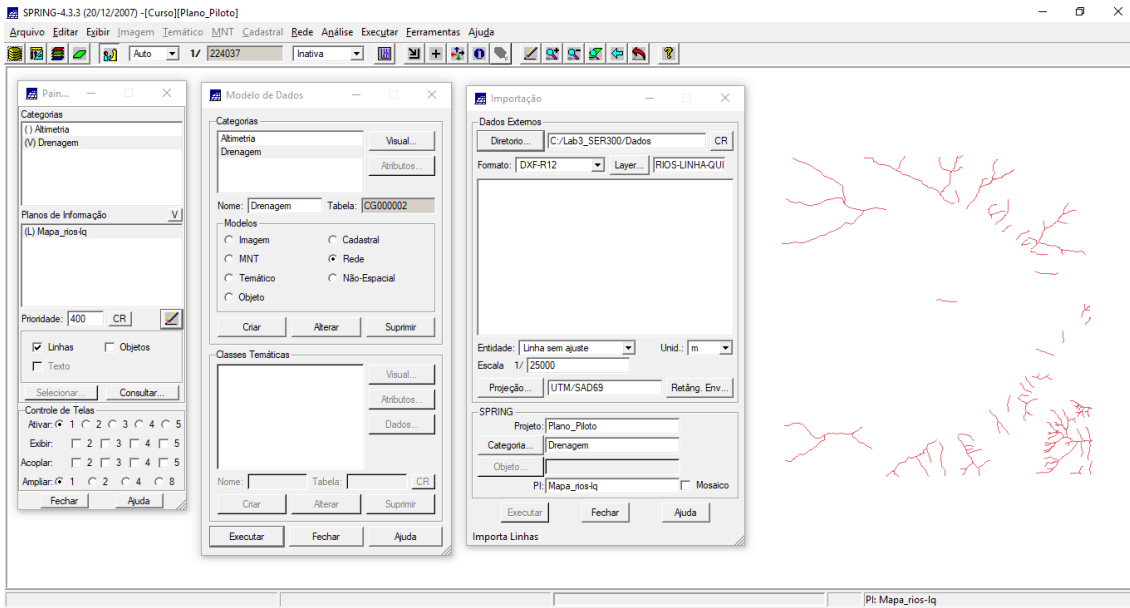 SPRING-4.3.3 (20/12/2007) -[Curso][Plano_Piloto]
Arquivo Editar Exibir Imagem Temático MNT Cadastral Rede Análise Executar Ferramentas Ajuda
Auto 1/ 224037 Inativa
Pain...
Categorias
( ) Altimetria
(V) Drenagem
Planos de Informação V
(L) Mapa_rios-lq
Prioridade: 400 CR
Linhas Objetos
Texto
Selecionar... Consultar...
Controle de Telas
Ativar: 1 2 3 4 5
Exibir: 2 3 4 5
Acoplar: 2 3 4 5
Ampliar: 1 2 4 8
Fechar Ajuda
Modelo de Dados
Categorias
Altimetria
Drenagem
Visual...
Atributos...
Nome: Drenagem Tabela: CG000002
Modelos
Imagem Cadastral
MNT Rede
Temático Não-Espacial
Objeto
Criar Alterar Suprimir
Classes Temáticas
Visual...
Atributos...
Dados...
Nome: Tabela: CR
Criar Alterar Suprimir
Executar Fechar Ajuda
Importação
Dados Externos
Diretorio... C:/Lab3_SER300/Dados CR
Formato: DXF-R12 Layer... RIOS-LINHA-QUI
Entidade: Linha sem ajuste Unid.: m
Escala 1/ 25000
Projeção... UTM/SAD69 Retâng. Env...
SPRING
Projeto: Plano_Piloto
Categoria... Drenagem
Objeto...
PI: Mapa_rios-lq Mosaico
Executar Fechar Ajuda
Importa Linhas
PI: Mapa_rios-lq